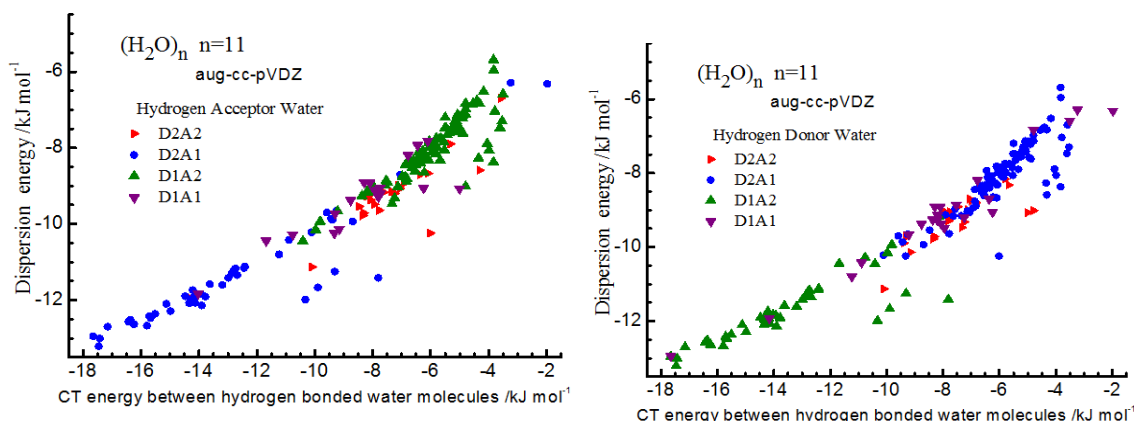 (H₂O)ₙ n=11
aug-cc-pVDZ
Hydrogen Acceptor Water
D2A2
D2A1
D1A2
D1A1
Dispersion energy /kJ mol⁻¹
-6
-8
-10
-12
-18 -16 -14 -12 -10 -8 -6 -4 -2
CT energy between hydrogen bonded water molecules /kJ mol⁻¹
(H₂O)ₙ n=11
aug-cc-pVDZ
Hydrogen Donor Water
D2A2
D2A1
D1A2
D1A1
Dispersion energy /kJ mol⁻¹
-6
-8
-10
-12
-14
-18 -16 -14 -12 -10 -8 -6 -4 -2
CT energy between hydrogen bonded water molecules /kJ mol⁻¹